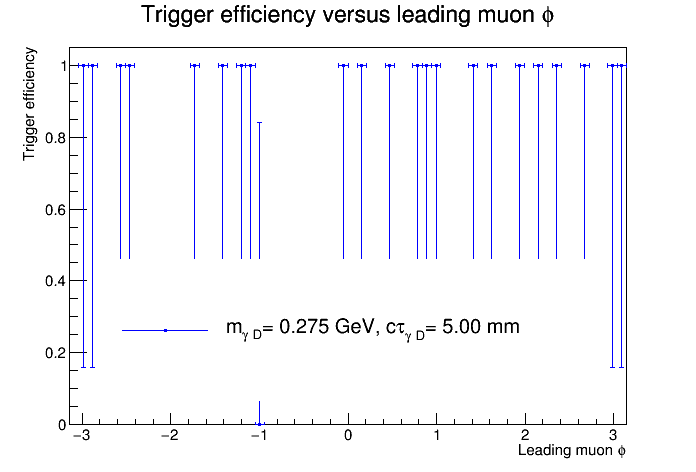 Trigger efficiency versus leading muon ϕ
Trigger efficiency
1
0.8
0.6
0.4
0.2
0
mγ D= 0.275 GeV, cτγ D= 5.00 mm
−3 −2 −1 0 1 2 3
Leading muon ϕ